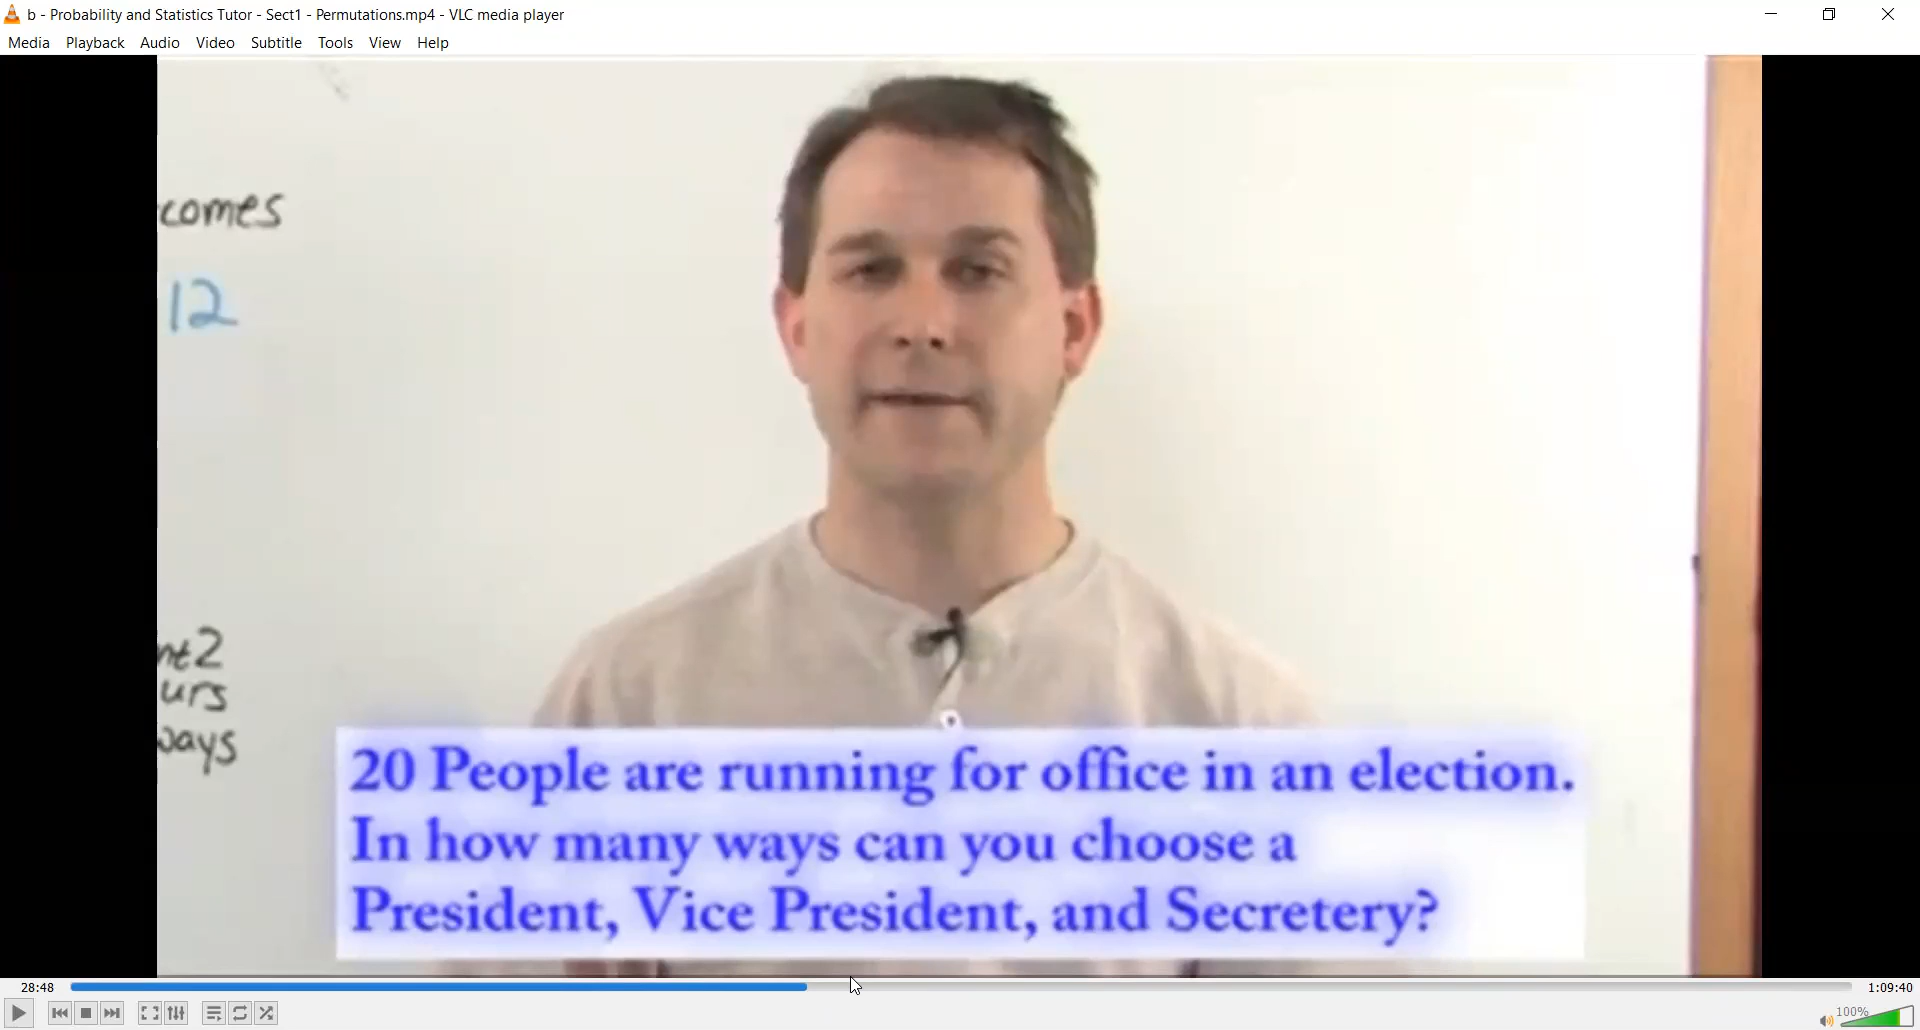 b - Probability and Statistics Tutor - Sect1 - Permutations.mp4 - VLC media player
Media Playback Audio Video Subtitle Tools View Help
comes
12
urs
20 People are running for office in an election.
In how many ways can you choose a
President, Vice President, and Secretery?
28:48
1:09:40
100%